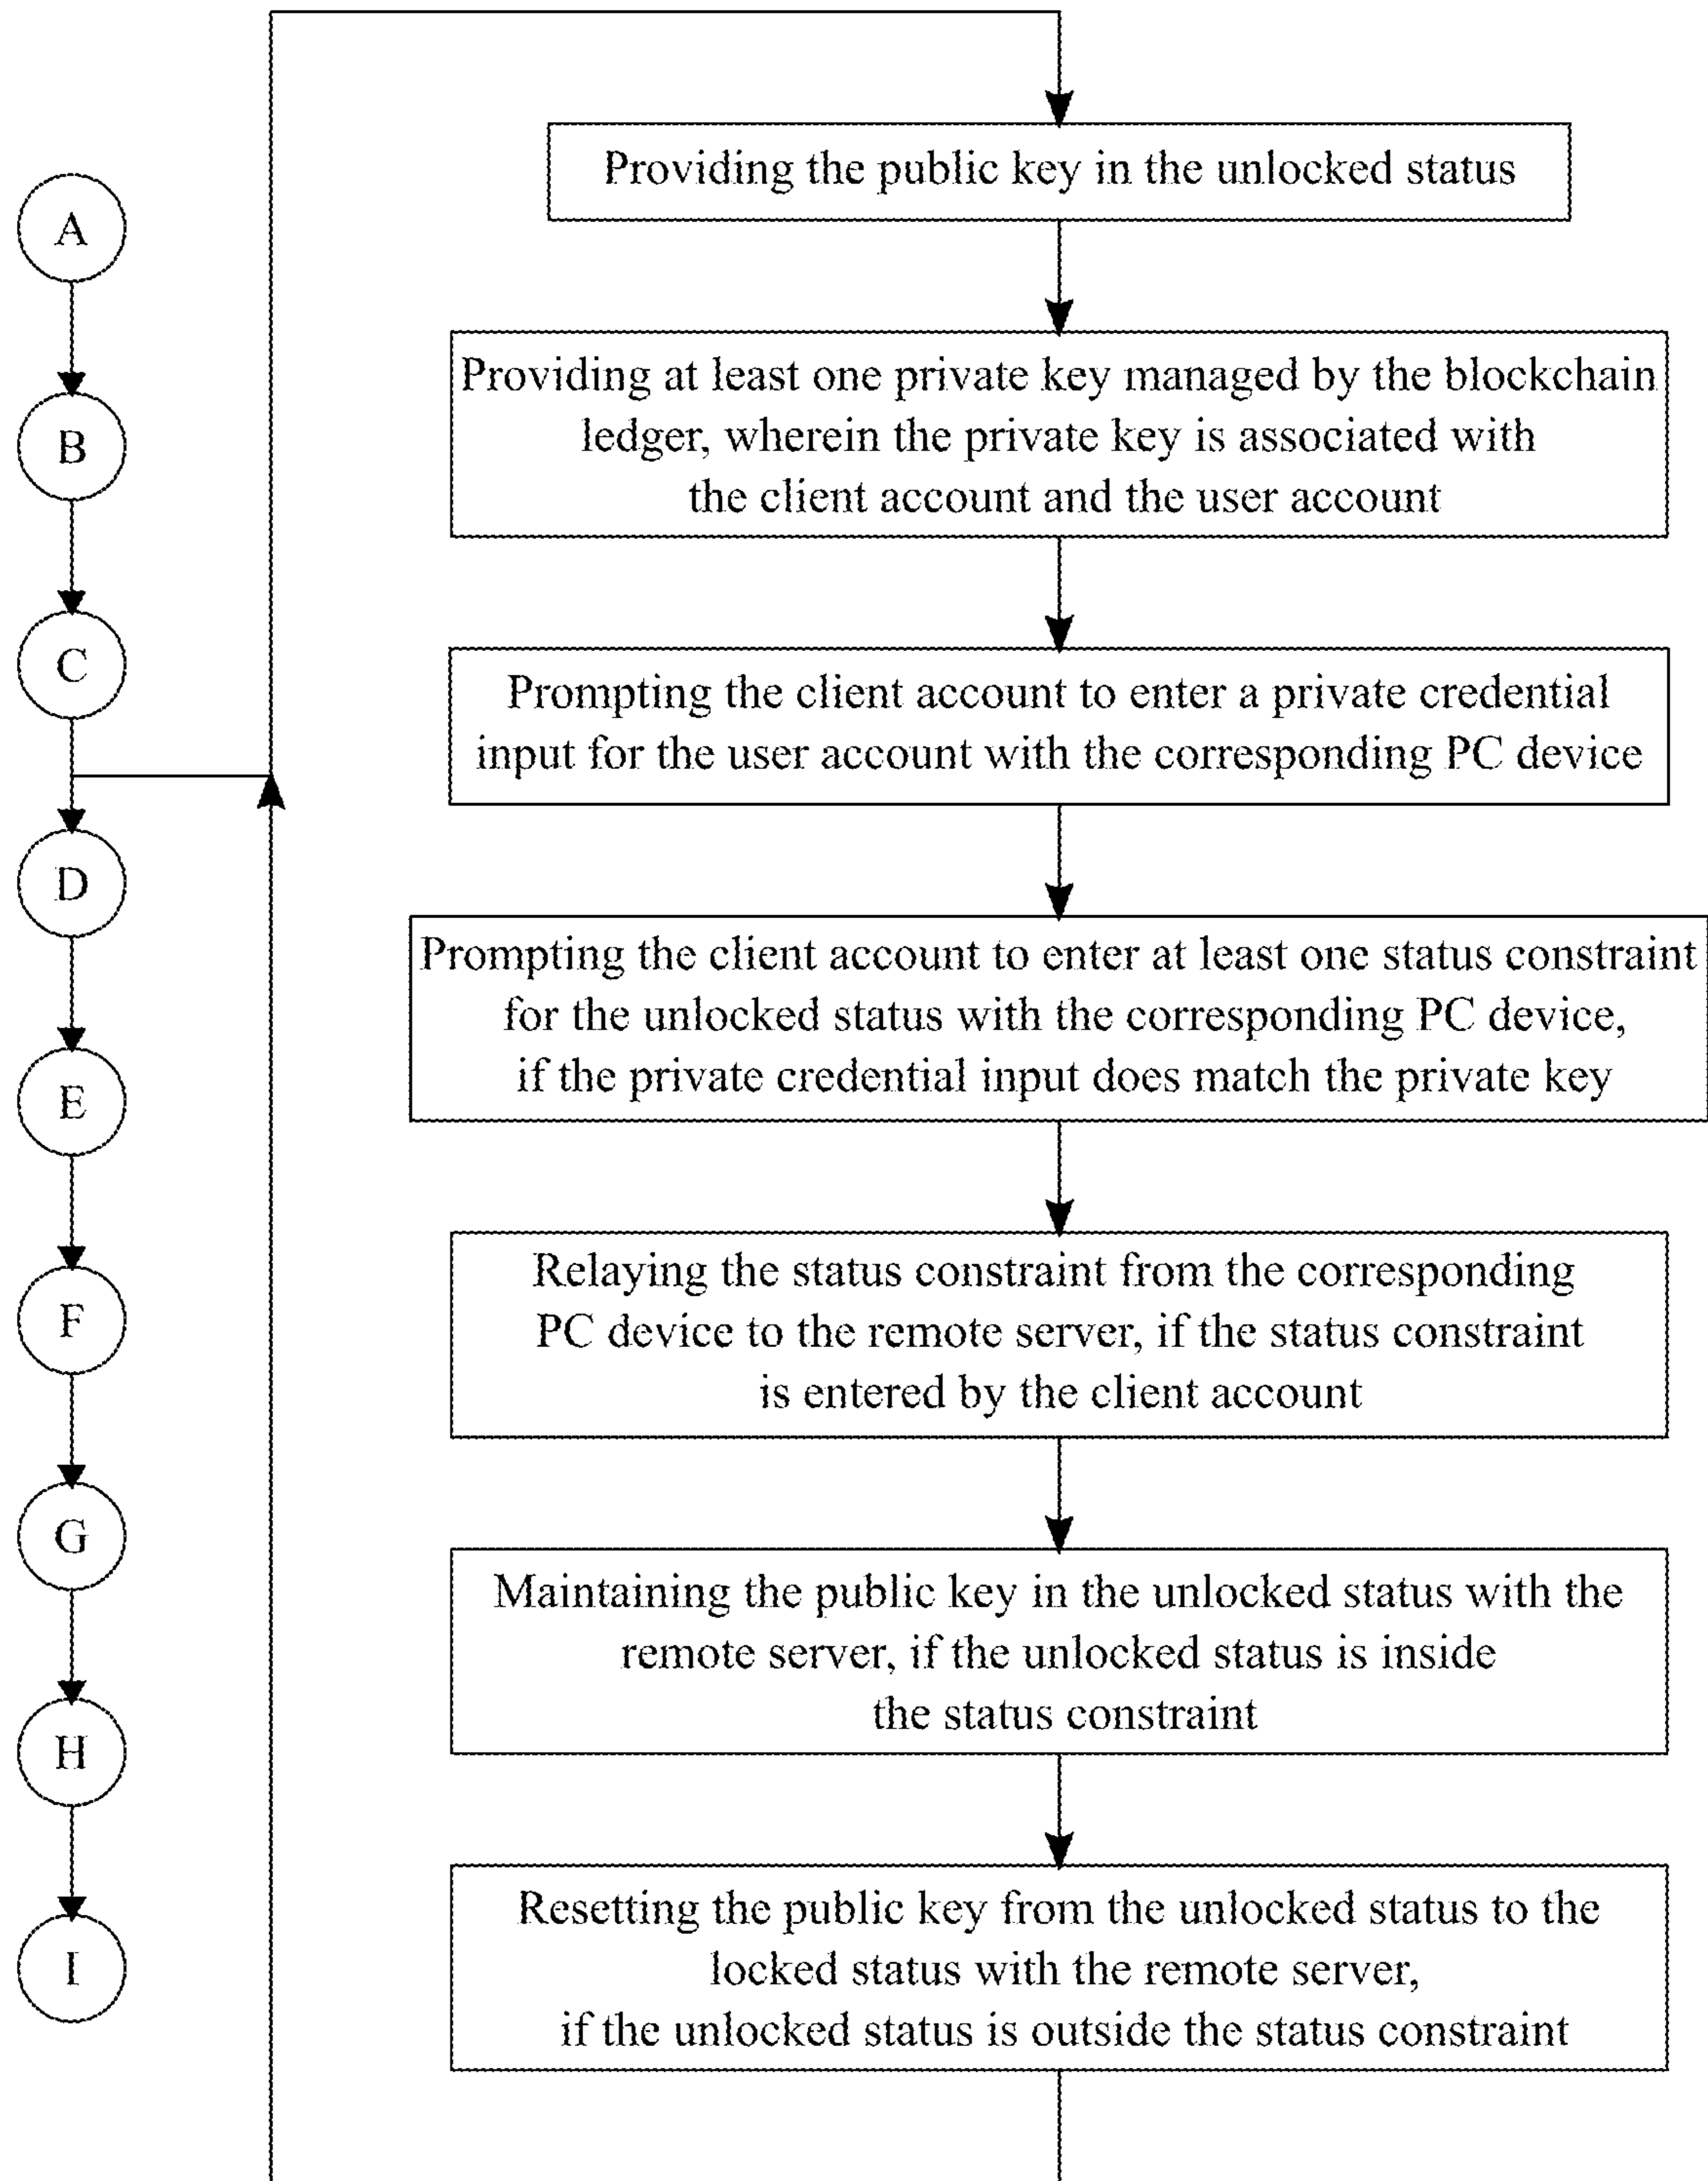 A
B
C
D
E
F
G
H
I
Providing the public key in the unlocked status
Providing at least one private key managed by the blockchain
ledger, wherein the private key is associated with
the client account and the user account
Prompting the client account to enter a private credential
input for the user account with the corresponding PC device
Prompting the client account to enter at least one status constraint
for the unlocked status with the corresponding PC device,
if the private credential input does match the private key
Relaying the status constraint from the corresponding
PC device to the remote server, if the status constraint
is entered by the client account
Maintaining the public key in the unlocked status with the
remote server, if the unlocked status is inside
the status constraint
Resetting the public key from the unlocked status to the
locked status with the remote server,
if the unlocked status is outside the status constraint